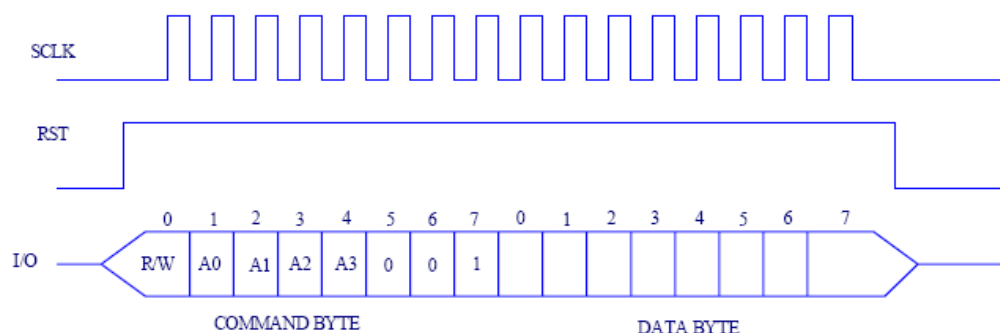 SCLK
RST
0 1 2 3 4 5 6 7 0 1 2 3 4 5 6 7
I/O R/W A0 A1 A2 A3 0 0 1
COMMAND BYTE DATA BYTE